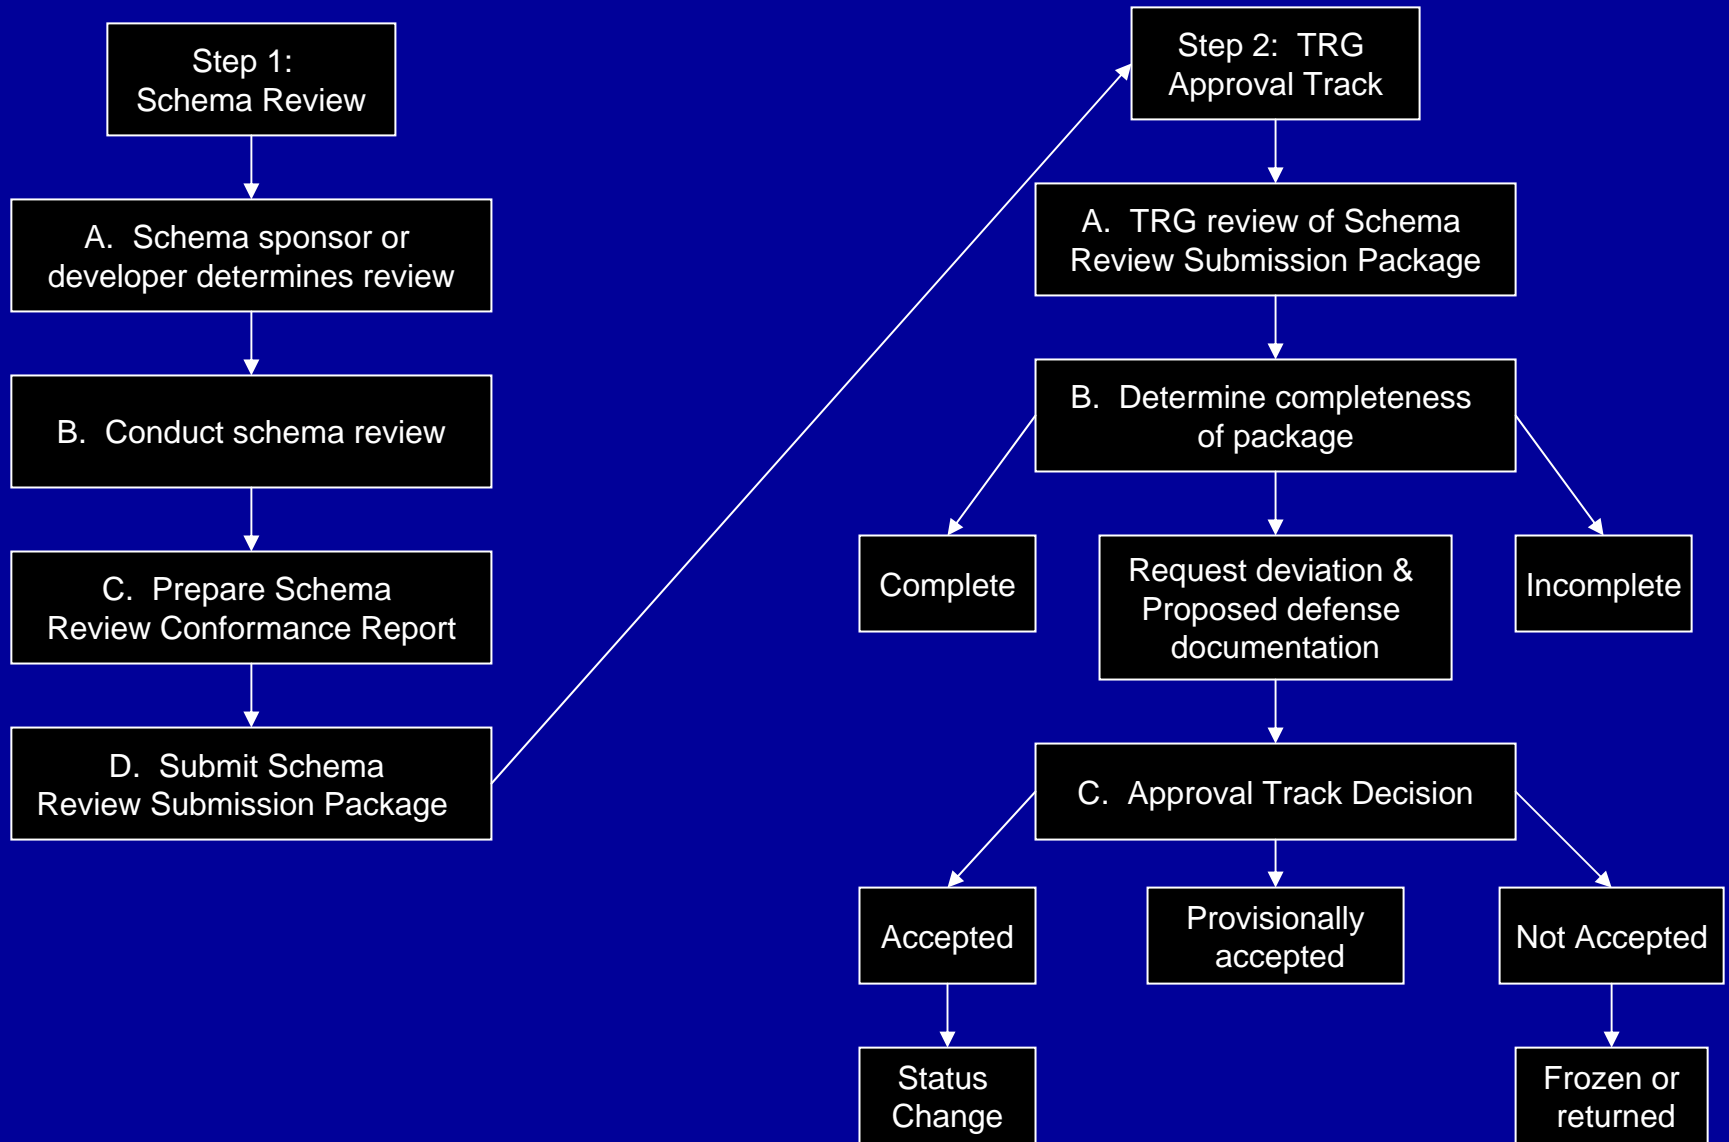 Step 1:
Schema Review
A. Schema sponsor or
developer determines review
B. Conduct schema review
C. Prepare Schema
Review Conformance Report
D. Submit Schema
Review Submission Package
Step 2: TRG
Approval Track
A. TRG review of Schema
Review Submission Package
B. Determine completeness
of package
Complete
Request deviation &
Proposed defense
documentation
Incomplete
C. Approval Track Decision
Accepted
Provisionally
accepted
Not Accepted
Status
Change
Frozen or
returned